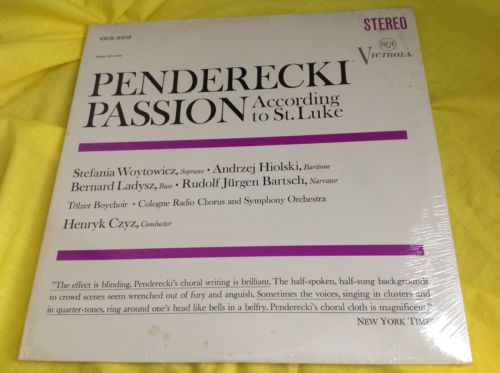 VICS-6015
STEREO
RCA
VICTROLA
PENDERECKI
PASSION According
to St. Luke
Stefania Woytowicz, Soprano • Andrzej Hiolski, Baritone
Bernard Ladysz, Bass • Rudolf Jürgen Bartsch, Narrator
Tölzer Boychoir • Cologne Radio Chorus and Symphony Orchestra
Henryk Czyz, Conductor
"The effect is blinding. Penderecki's choral writing is brilliant. The half-spoken, half-sung backgrounds
to crowd scenes seem wrenched out of fury and anguish. Sometimes the voices, singing in clusters and
in quarter-tones, ring around one's head like bells in a belfry. Penderecki's choral cloth is magnificent."
NEW YORK TIMES